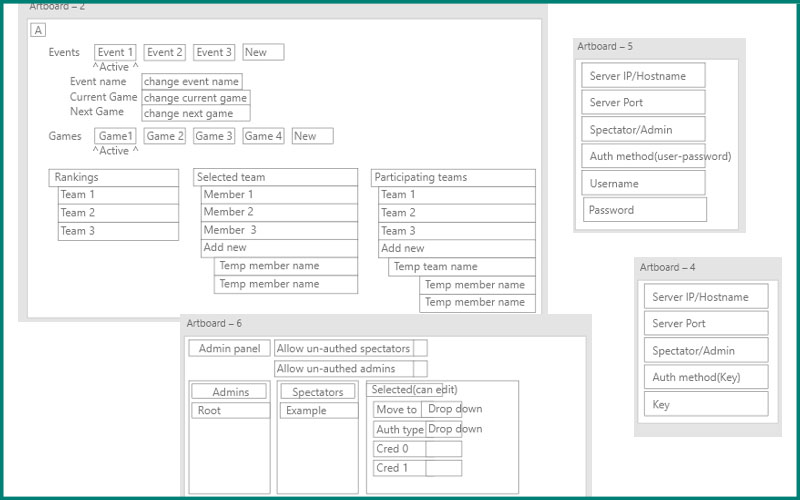 Artboard – 2
A
Events Event 1 Event 2 Event 3 New
^Active ^
Event name change event name
Current Game change current game
Next Game change next game
Games Game1 Game 2 Game 3 Game 4 New
^Active ^
Rankings
Team 1
Team 2
Team 3
Selected team
Member 1
Member 2
Member 3
Add new
Temp member name
Temp member name
Participating teams
Team 1
Team 2
Team 3
Add new
Temp team name
Temp member name
Temp member name
Artboard – 5
Server IP/Hostname
Server Port
Spectator/Admin
Auth method(user-password)
Username
Password
Artboard – 4
Server IP/Hostname
Server Port
Spectator/Admin
Auth method(Key)
Key
Artboard – 6
Admin panel Allow un-authed spectators
Allow un-authed admins
Admins
Root
Spectators
Example
Selected(can edit)
Move to Drop down
Auth type Drop down
Cred 0
Cred 1